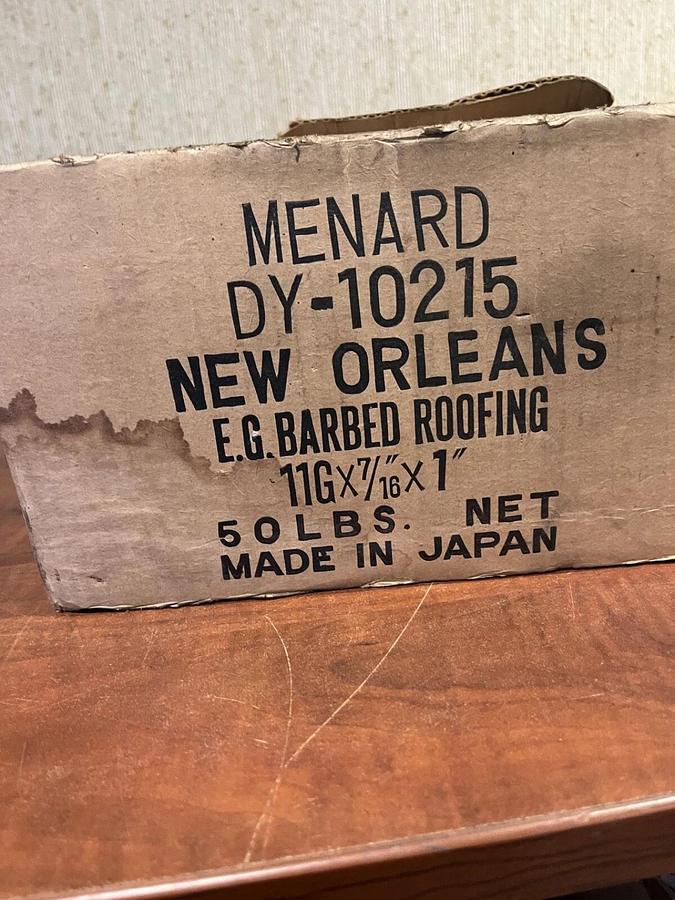 MENARD
DY-10215
NEW ORLEANS
E.G. BARBED ROOFING
11G x 7/16" x 1"
50LBS. NET
MADE IN JAPAN